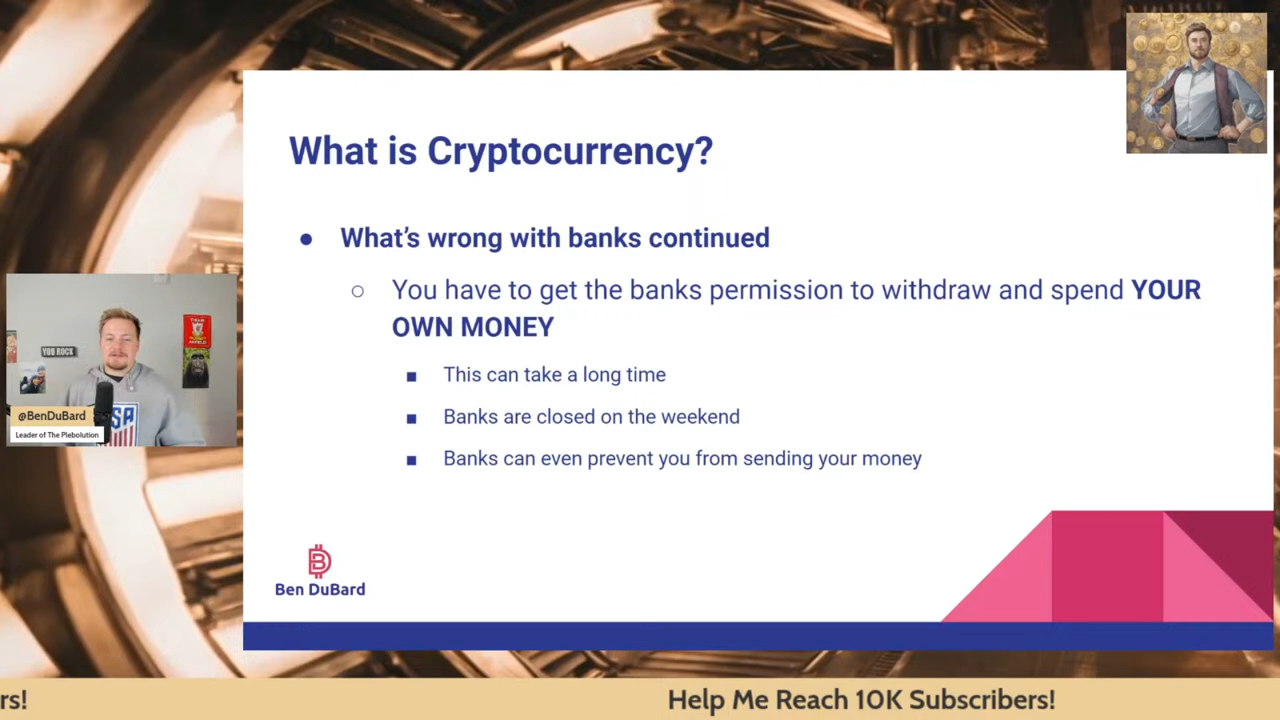 What is Cryptocurrency?
What's wrong with banks continued
You have to get the banks permission to withdraw and spend YOUR
OWN MONEY
This can take a long time
Banks are closed on the weekend
Banks can even prevent you from sending your money
Ben DuBard
YOU ROCK
SA
@BenDuBard
Leader of The Plebolution
rs!
Help Me Reach 10K Subscribers!